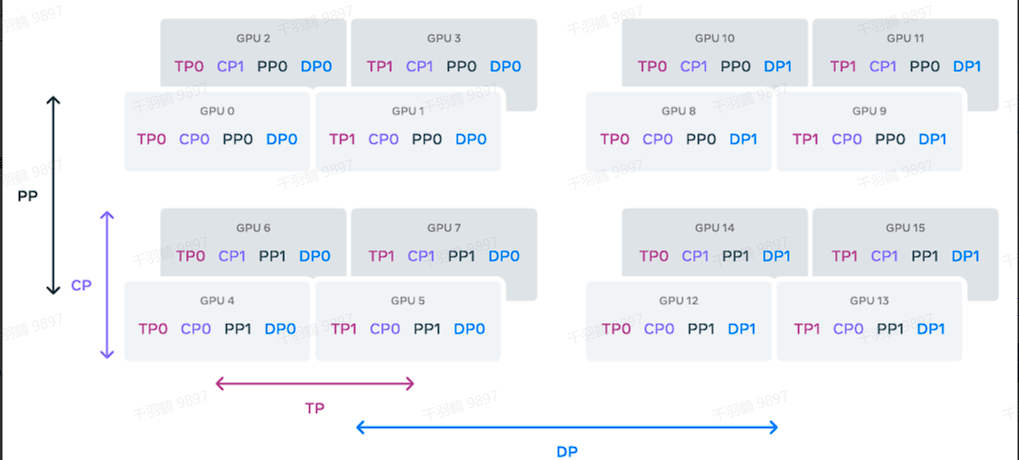 GPU 2 GPU 3 GPU 10 GPU 11
TP0 CP1 PP0 DP0 TP1 CP1 PP0 DP0 TP0 CP1 PP0 DP1 TP1 CP1 PP0 DP1
GPU 0 GPU 1 GPU 8 GPU 9
TP0 CP0 PP0 DP0 TP1 CP0 PP0 DP0 TP0 CP0 PP0 DP1 TP1 CP0 PP0 DP1
PP
GPU 6 GPU 7 GPU 14 GPU 15
TP0 CP1 PP1 DP0 TP1 CP1 PP1 DP0 TP0 CP1 PP1 DP1 TP1 CP1 PP1 DP1
CP
GPU 4 GPU 5 GPU 12 GPU 13
TP0 CP0 PP1 DP0 TP1 CP0 PP1 DP0 TP0 CP0 PP1 DP1 TP1 CP0 PP1 DP1
TP
DP
千羽鹤 9897